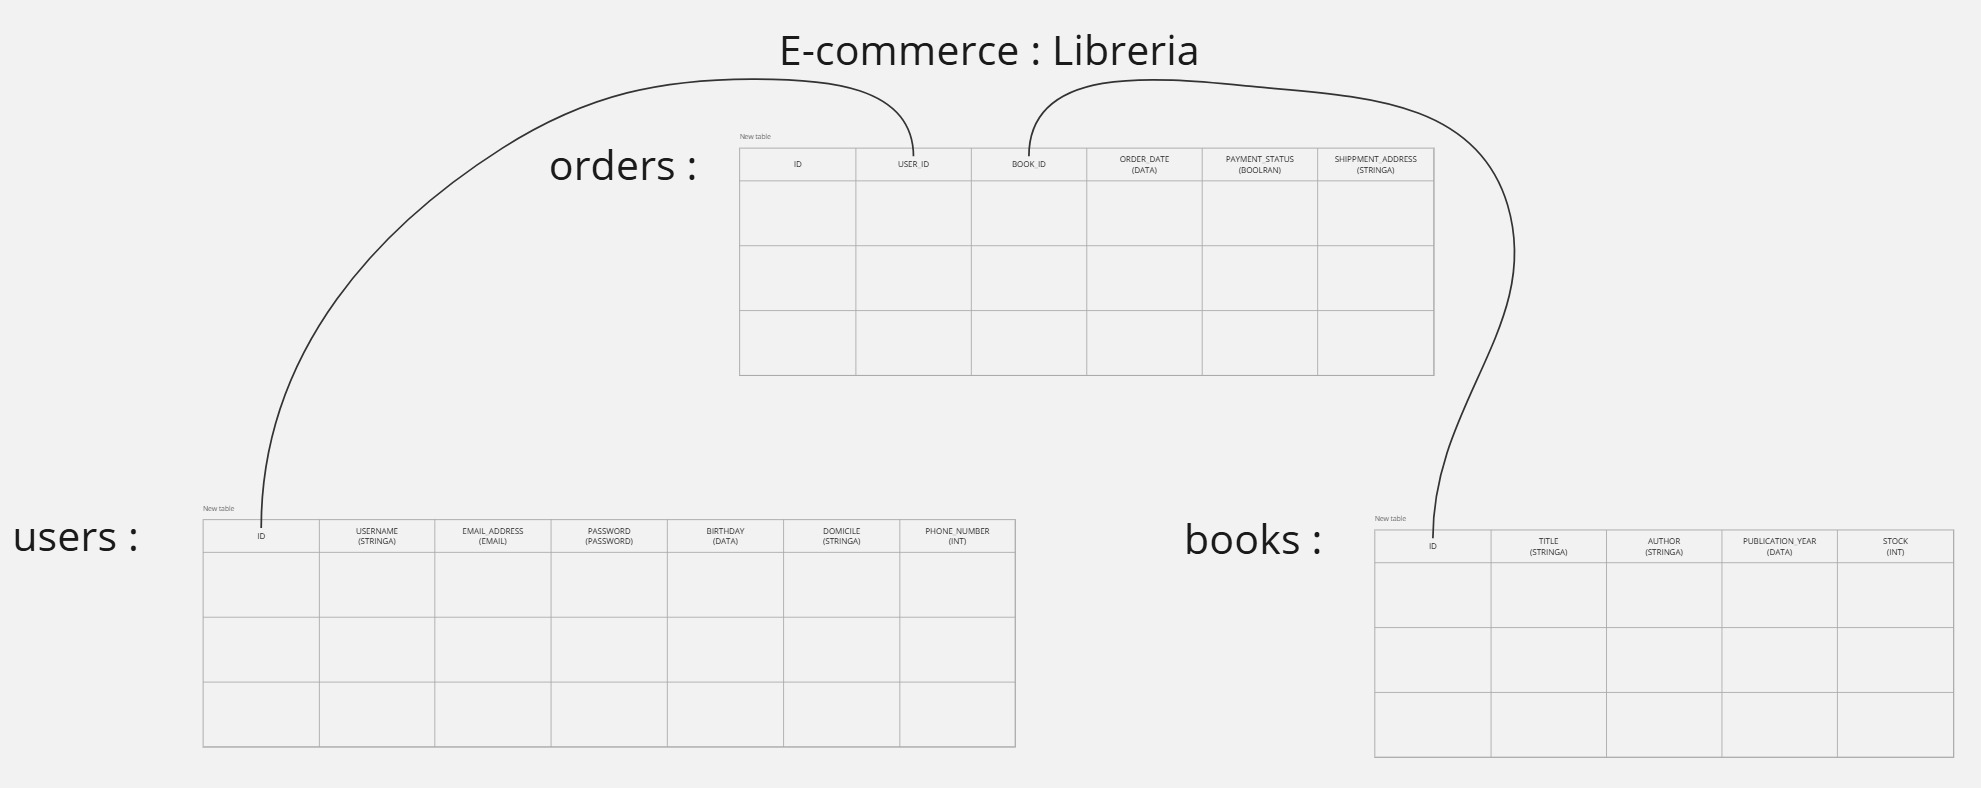 E-commerce : Libreria
New table
orders :
ID
USER_ID
BOOK_ID
ORDER_DATE
(DATA)
PAYMENT_STATUS
(BOOLRAN)
SHIPPMENT_ADDRESS
(STRINGA)
users :
New table
ID
USERNAME
(STRINGA)
EMAIL_ADDRESS
(EMAIL)
PASSWORD
(PASSWORD)
BIRTHDAY
(DATA)
DOMICILE
(STRINGA)
PHONE_NUMBER
(INT)
books :
New table
ID
TITLE
(STRINGA)
AUTHOR
(STRINGA)
PUBLICATION_YEAR
(DATA)
STOCK
(INT)